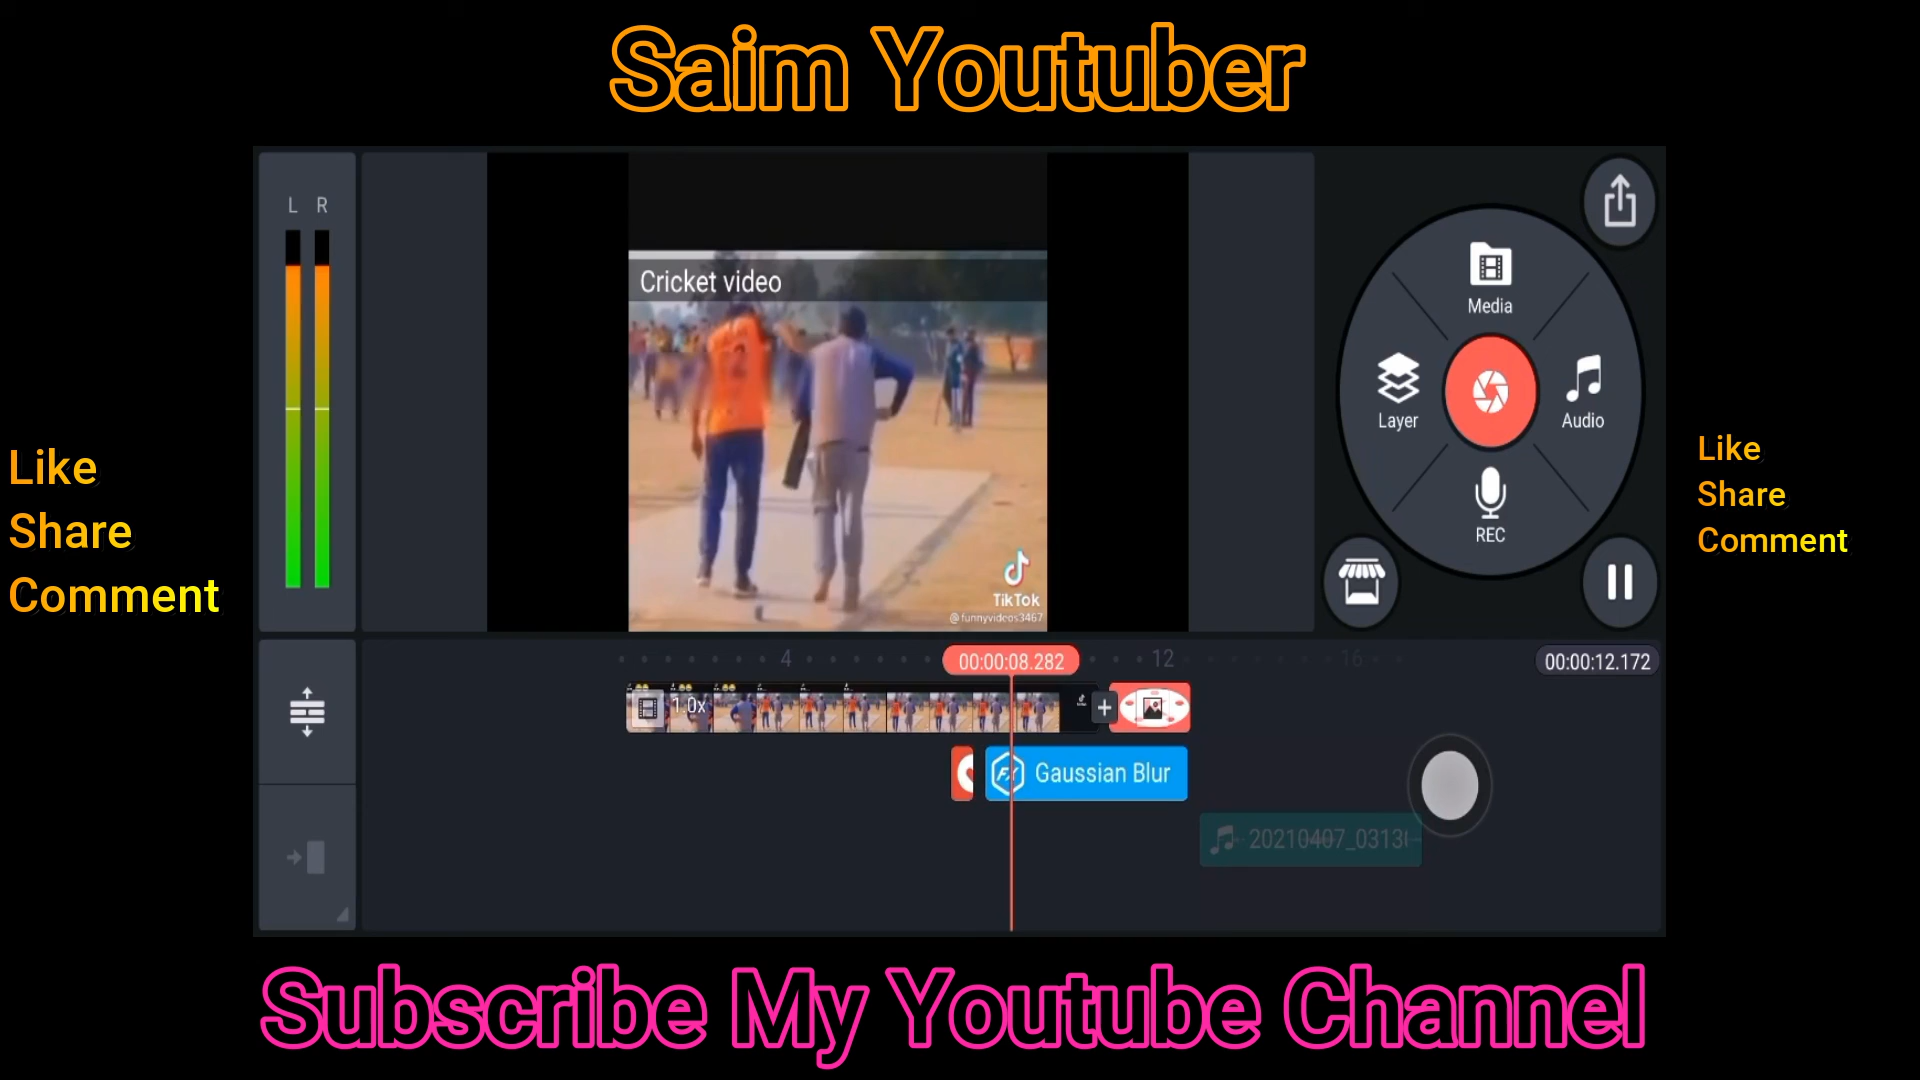 Saim Youtuber
L R
Cricket video
Media
Layer
Audio
REC
Like
Share
Comment
Like
Share
Comment
TikTok
@funnyvideos3467
4
00:00:08.282
12
16
00:00:12.172
1.0x
Gaussian Blur
20210407_0313
Subscribe My Youtube Channel